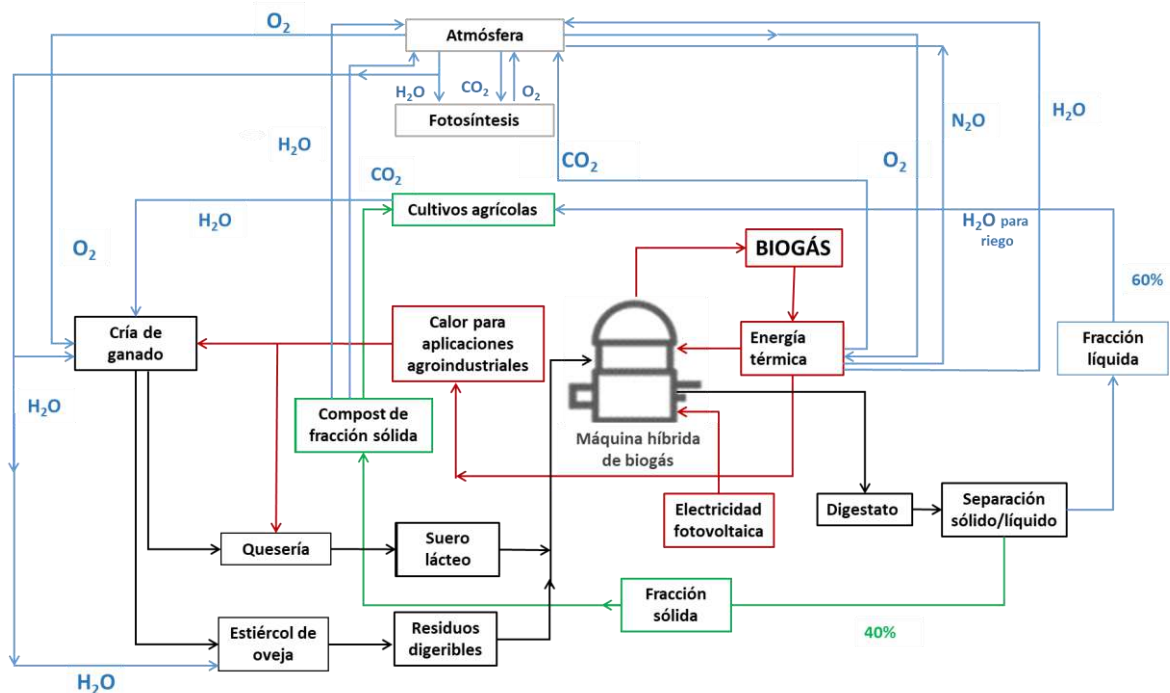 O₂
Atmósfera
H₂O
CO₂
O₂
Fotosíntesis
H₂O
N₂O
H₂O
CO₂
O₂
CO₂
Cultivos agrícolas
H₂O
H₂O para
riego
O₂
BIOGÁS
60%
Cría de
ganado
Calor para
aplicaciones
agroindustriales
Energía
térmica
Fracción
líquida
H₂O
Compost de
fracción sólida
Máquina híbrida
de biogás
Electricidad
fotovoltaica
Digestato
Separación
sólido/líquido
Quesería
Suero
lácteo
Fracción
sólida
40%
Estiércol de
oveja
Residuos
digeribles
H₂O